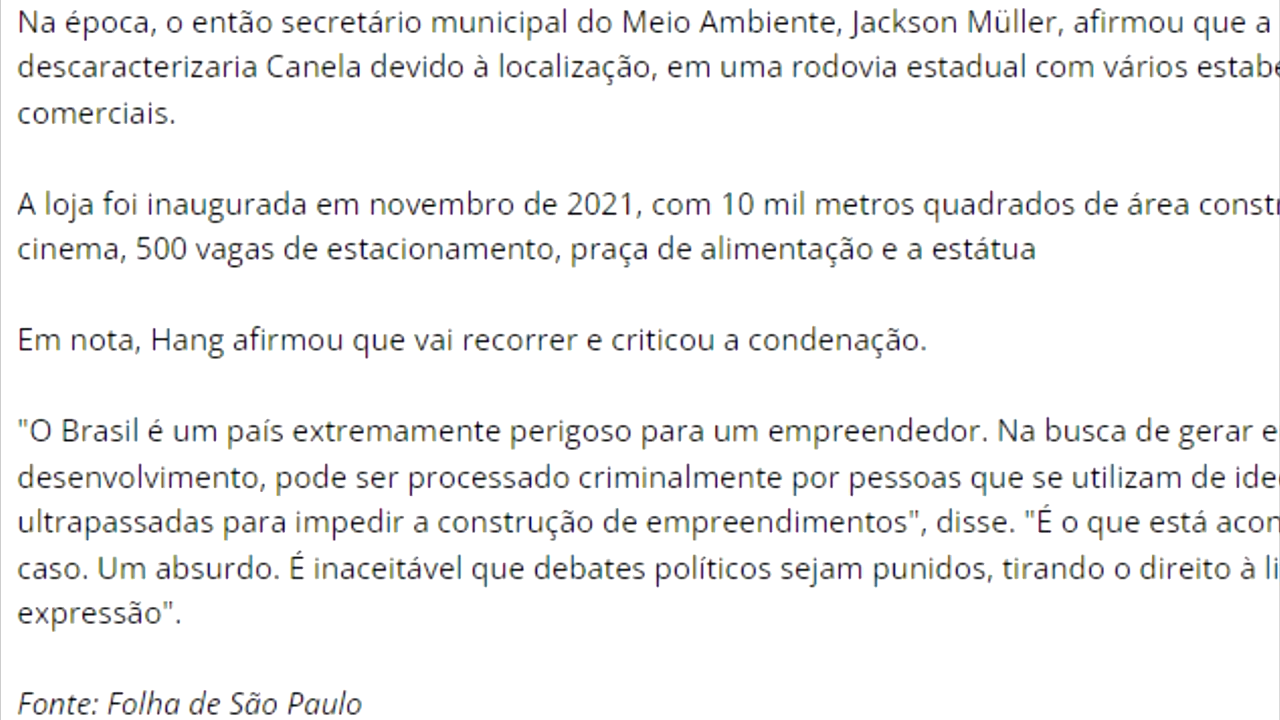 Na época, o então secretário municipal do Meio Ambiente, Jackson Müller, afirmou que a
descaracterizaria Canela devido à localização, em uma rodovia estadual com vários
comerciais.
A loja foi inaugurada em novembro de 2021, com 10 mil metros quadrados de área
cinema, 500 vagas de estacionamento, praça de alimentação e a estátua
Em nota, Hang afirmou que vai recorrer e criticou a condenação.
"O Brasil é um país extremamente perigoso para um empreendedor. Na busca de gerar
desenvolvimento, pode ser processado criminalmente por pessoas que se utilizam de
ultrapassadas para impedir a construção de empreendimentos", disse. "É o que está
caso. Um absurdo. É inaceitável que debates políticos sejam punidos, tirando o direito à
expressão".
Fonte: Folha de São Paulo